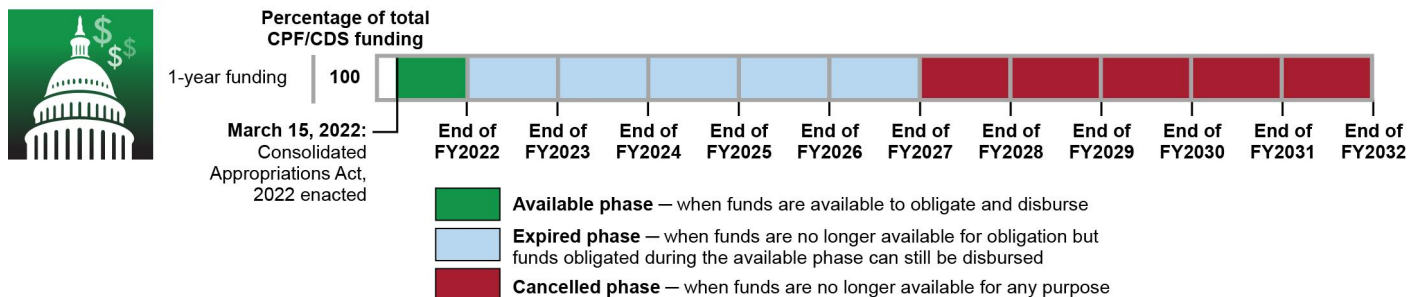 Percentage of total
CPF/CDS funding
1-year funding
100
March 15, 2022:
Consolidated
Appropriations Act,
2022 enacted
End of
FY2022
End of
FY2023
End of
FY2024
End of
FY2025
End of
FY2026
End of
FY2027
End of
FY2028
End of
FY2029
End of
FY2030
End of
FY2031
End of
FY2032
Available phase — when funds are available to obligate and disburse
Expired phase — when funds are no longer available for obligation but
funds obligated during the available phase can still be disbursed
Cancelled phase — when funds are no longer available for any purpose
$
$
$